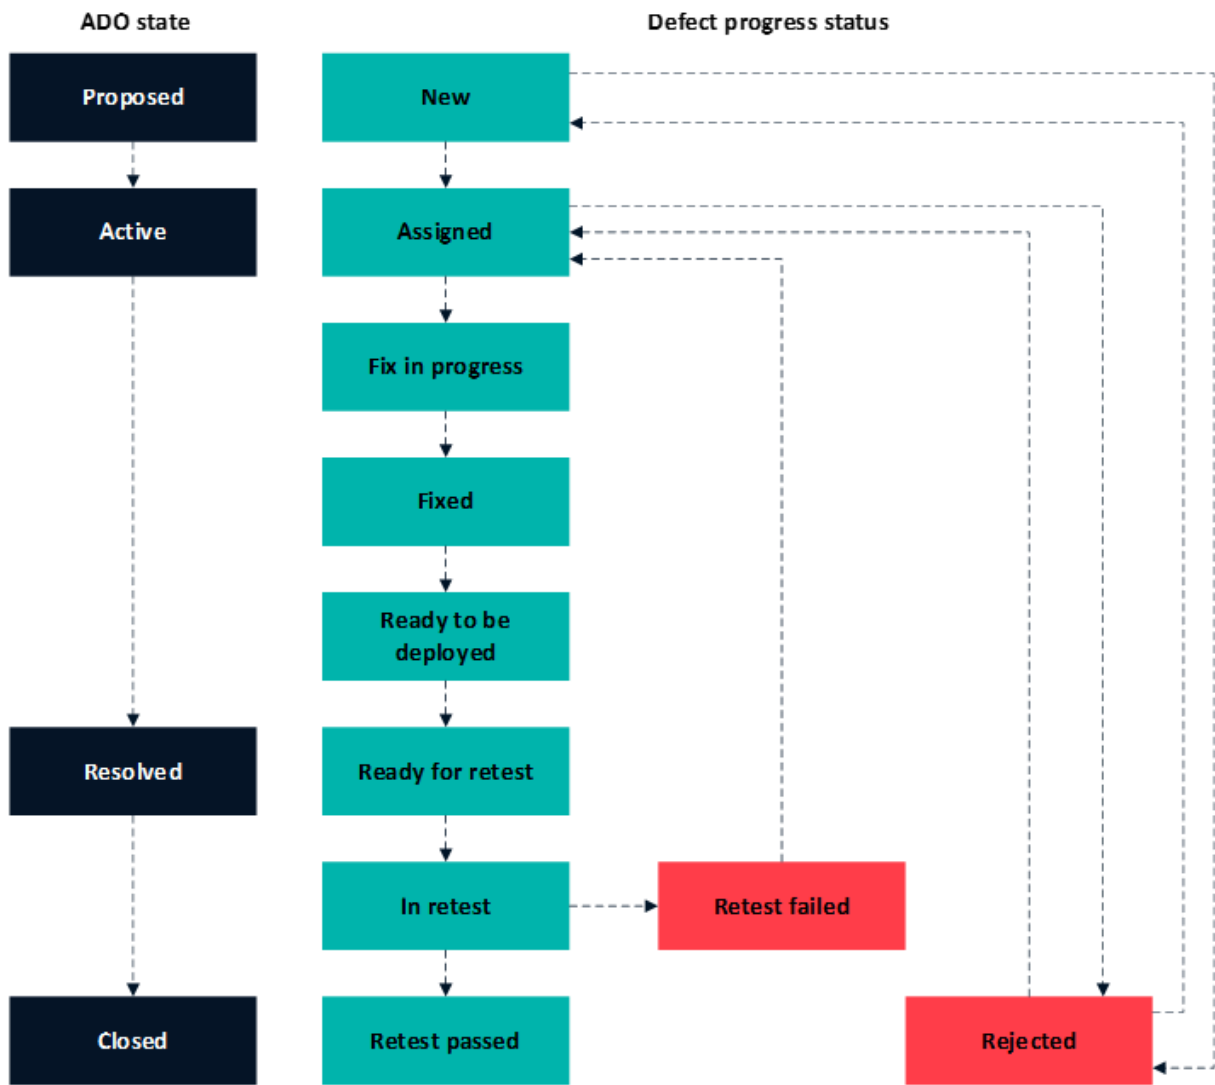 ADO state
Defect progress status
Proposed
New
Active
Assigned
Fix in progress
Fixed
Ready to be
deployed
Resolved
Ready for retest
In retest
Retest failed
Closed
Retest passed
Rejected